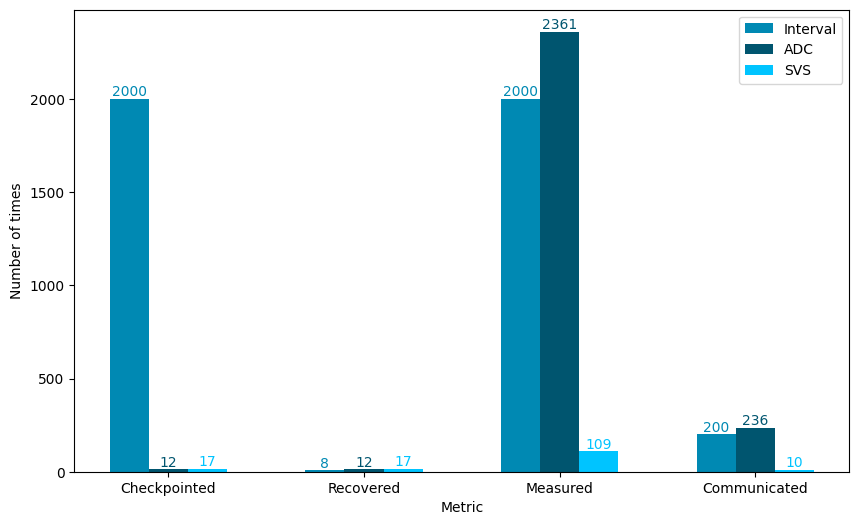 2361
Interval
ADC
SVS
2000
2000
2000
1500
1000
500
0
12
17
8
12
17
109
200
236
10
Number of times
Checkpointed
Recovered
Measured
Communicated
Metric